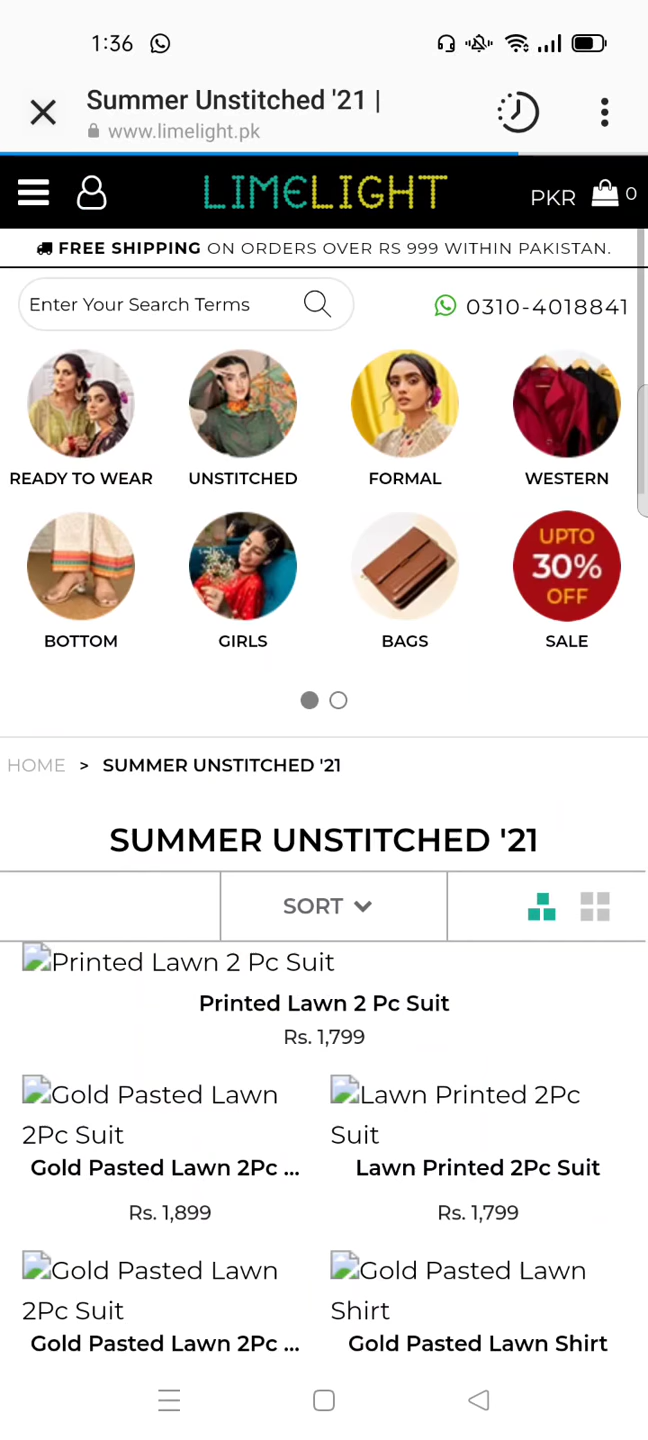 1:36
Summer Unstitched '21 |
www.limelight.pk
LIMELIGHT
PKR
0
FREE SHIPPING ON ORDERS OVER RS 999 WITHIN PAKISTAN.
Enter Your Search Terms
0310-4018841
READY TO WEAR
UNSTITCHED
FORMAL
WESTERN
UPTO
30%
OFF
BOTTOM
GIRLS
BAGS
SALE
HOME > SUMMER UNSTITCHED '21
SUMMER UNSTITCHED '21
SORT
Printed Lawn 2 Pc Suit
Printed Lawn 2 Pc Suit
Rs. 1,799
Gold Pasted Lawn
2Pc Suit
Gold Pasted Lawn 2Pc ...
Rs. 1,899
Lawn Printed 2Pc
Suit
Lawn Printed 2Pc Suit
Rs. 1,799
Gold Pasted Lawn
2Pc Suit
Gold Pasted Lawn 2Pc ...
Gold Pasted Lawn
Shirt
Gold Pasted Lawn Shirt